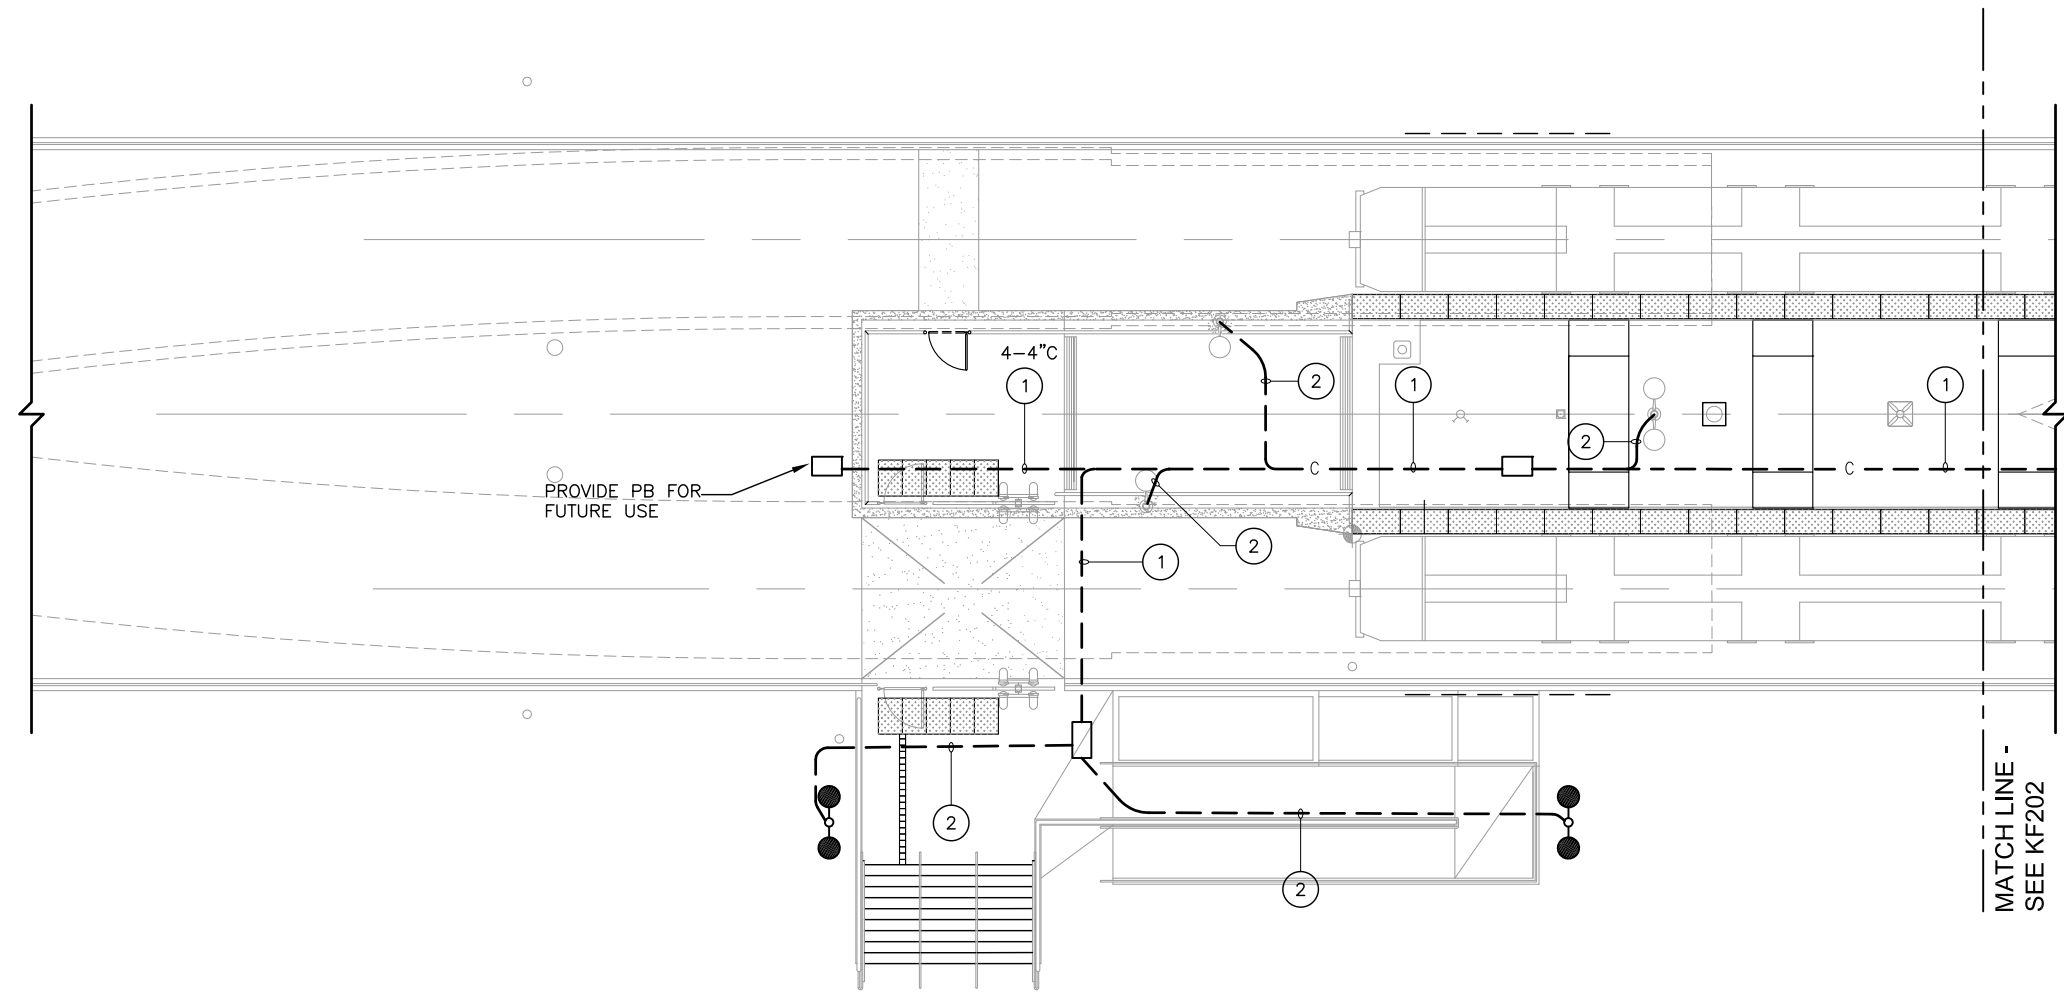 4-4"C
1
2
1
1
2
C
C
PROVIDE PB FOR
FUTURE USE
2
1
2
2
MATCH LINE -
SEE KF202